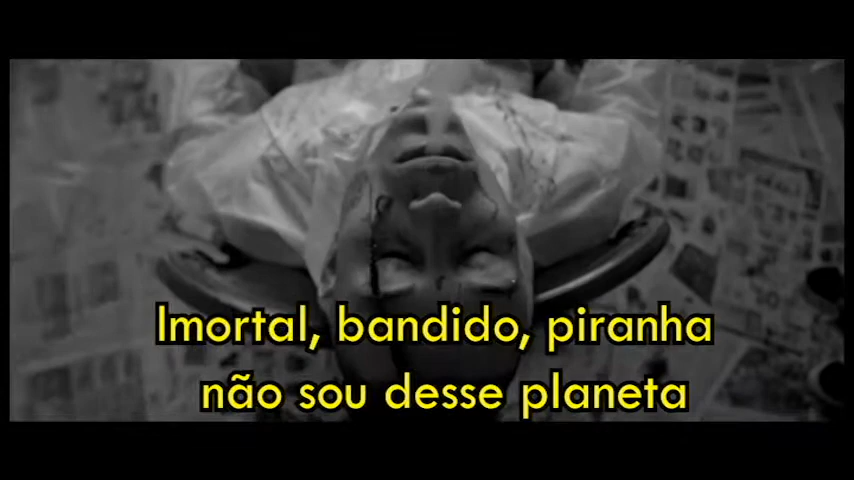 Imortal, bandido, piranha
não sou desse planeta